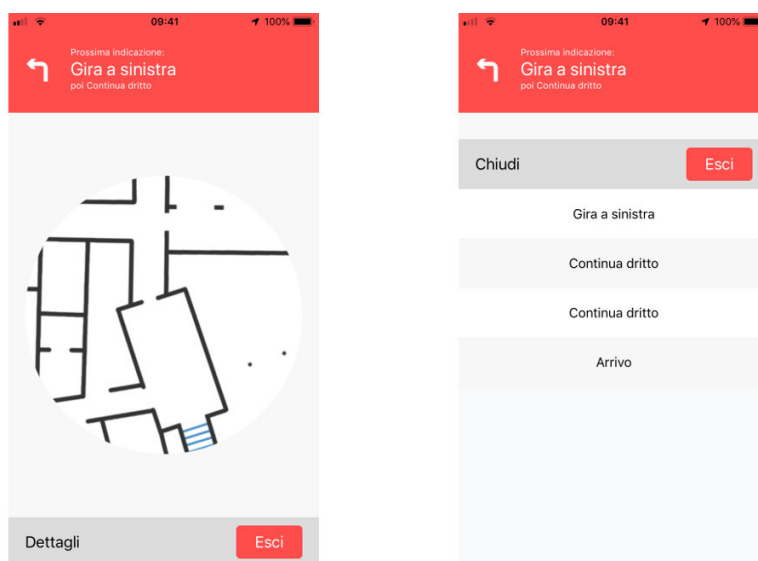 09:41
100%
Prossima indicazione:
Gira a sinistra
poi Continua dritto
Dettagli
Esci
09:41
100%
Prossima indicazione:
Gira a sinistra
poi Continua dritto
Chiudi
Esci
Gira a sinistra
Continua dritto
Continua dritto
Arrivo